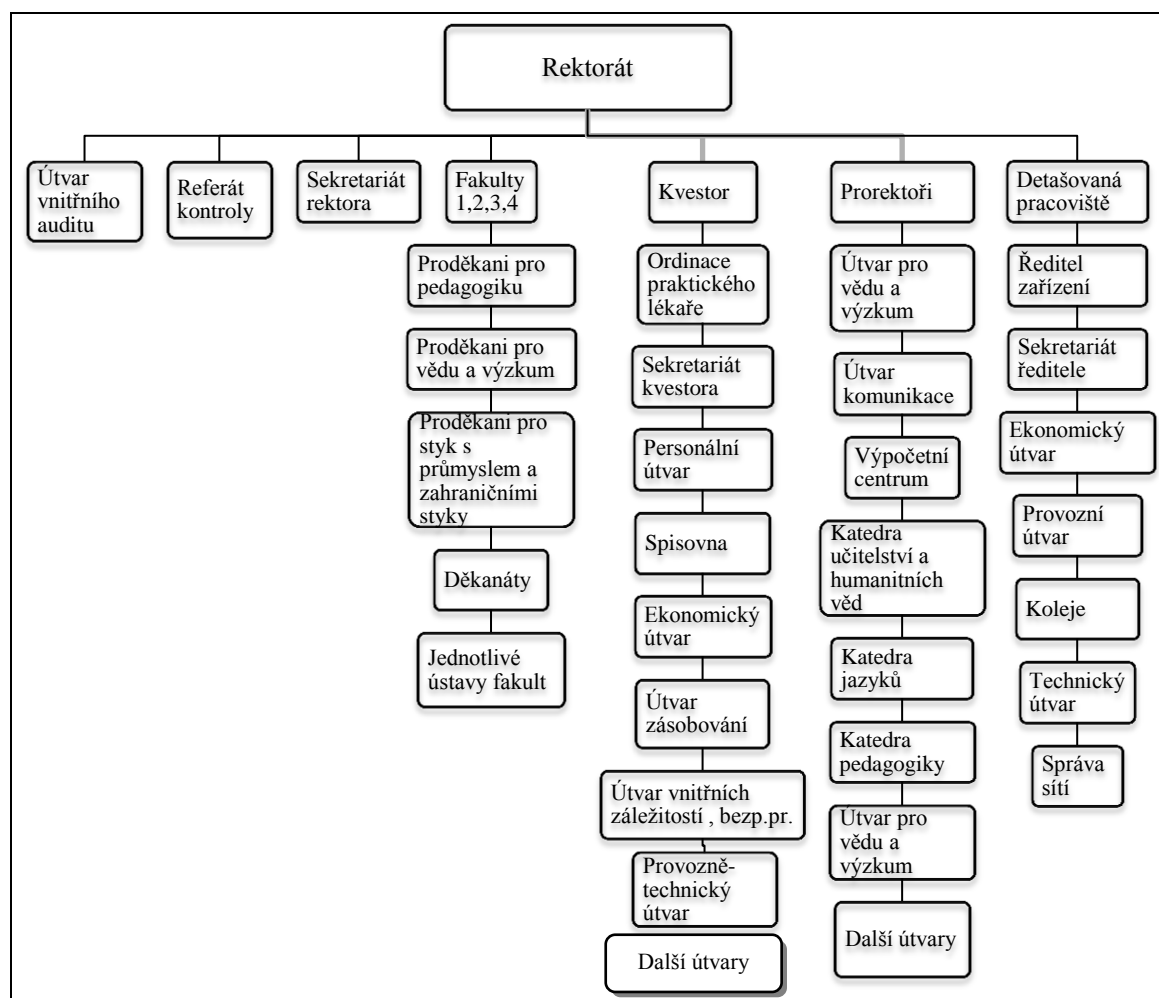 Rektorát
Útvar
vnitřního
auditu
Referát
kontroly
Sekretariát
rektora
Fakulty
1,2,3,4
Kvestor
Prorektoři
Detašovaná
pracoviště
Proděkani pro
pedagogiku
Proděkani pro
vědu a výzkum
Proděkani pro
styk s
průmyslem a
zahraničními
styky
Děkanáty
Jednotlivé
ústavy fakult
Ordinace
praktického
lékaře
Sekretariát
kvestora
Personální
útvar
Spisovna
Ekonomický
útvar
Útvar
zásobování
Útvar vnitřních
záležitostí , bezp.pr.
Provozně-
technický
útvar
Další útvary
Útvar pro
vědu a
výzkum
Útvar
komunikace
Výpočetní
centrum
Katedra
učitelství a
humanitních
věd
Katedra
jazyků
Katedra
pedagogiky
Útvar pro
vědu a
výzkum
Další útvary
Ředitel
zařízení
Sekretariát
ředitele
Ekonomický
útvar
Provozní
útvar
Koleje
Technický
útvar
Správa
sítí